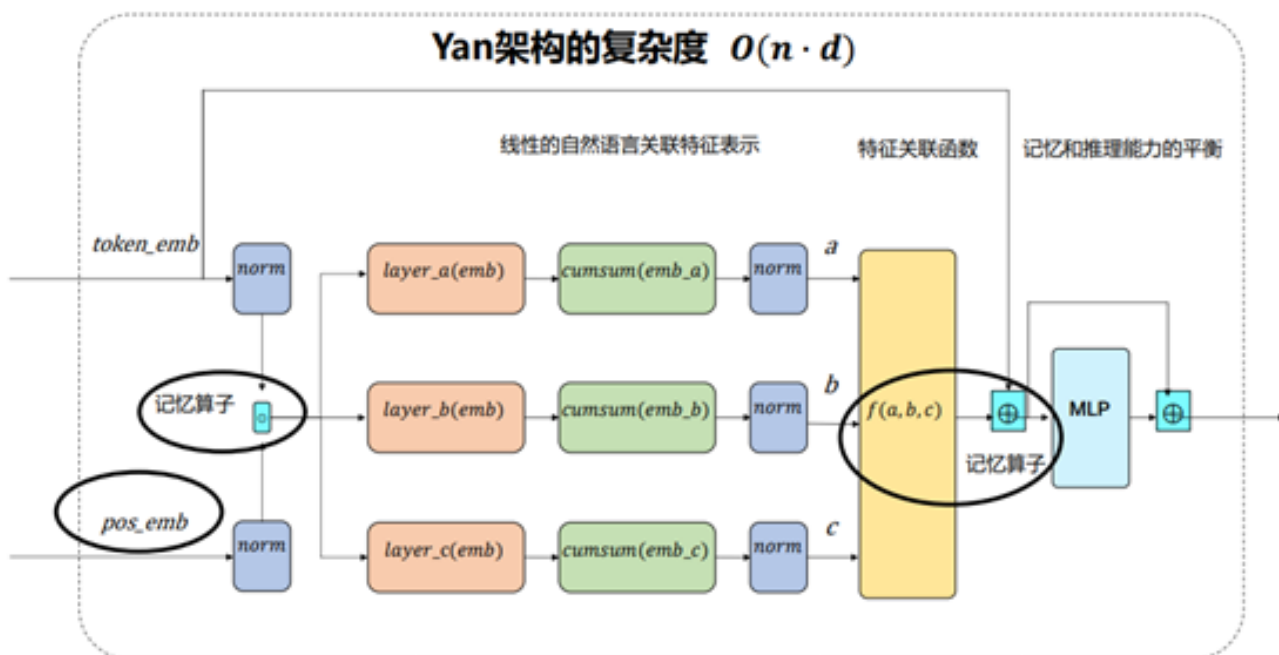 Yan架构的复杂度 O(n · d)
线性的自然语言关联特征表示
特征关联函数
记忆和推理能力的平衡
token_emb
norm
layer_a(emb)
cumsum(emb_a)
norm
a
记忆算子
layer_b(emb)
cumsum(emb_b)
norm
b
f(a,b,c)
⊕
MLP
⊕
记忆算子
pos_emb
norm
layer_c(emb)
cumsum(emb_c)
norm
c